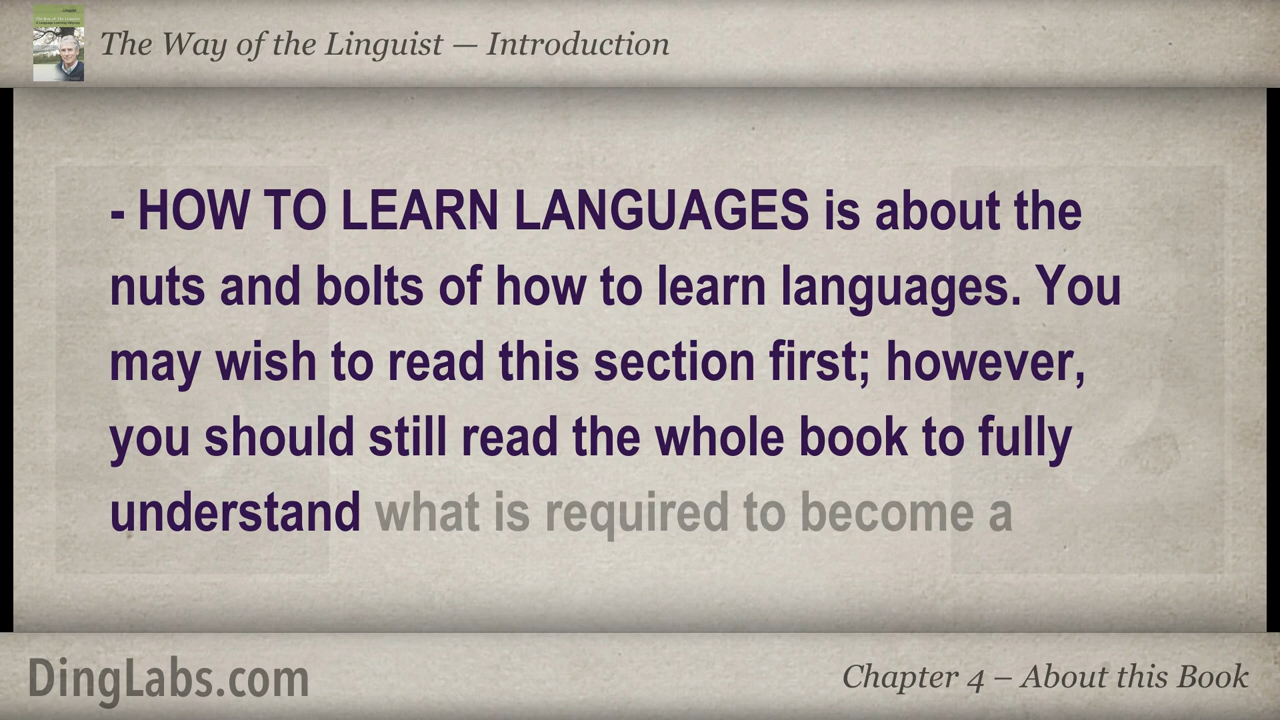 The Way of the Linguist — Introduction
- HOW TO LEARN LANGUAGES is about the
nuts and bolts of how to learn languages. You
may wish to read this section first; however,
you should still read the whole book to fully
understand what is required to become a
DingLabs.com
Chapter 4 – About this Book